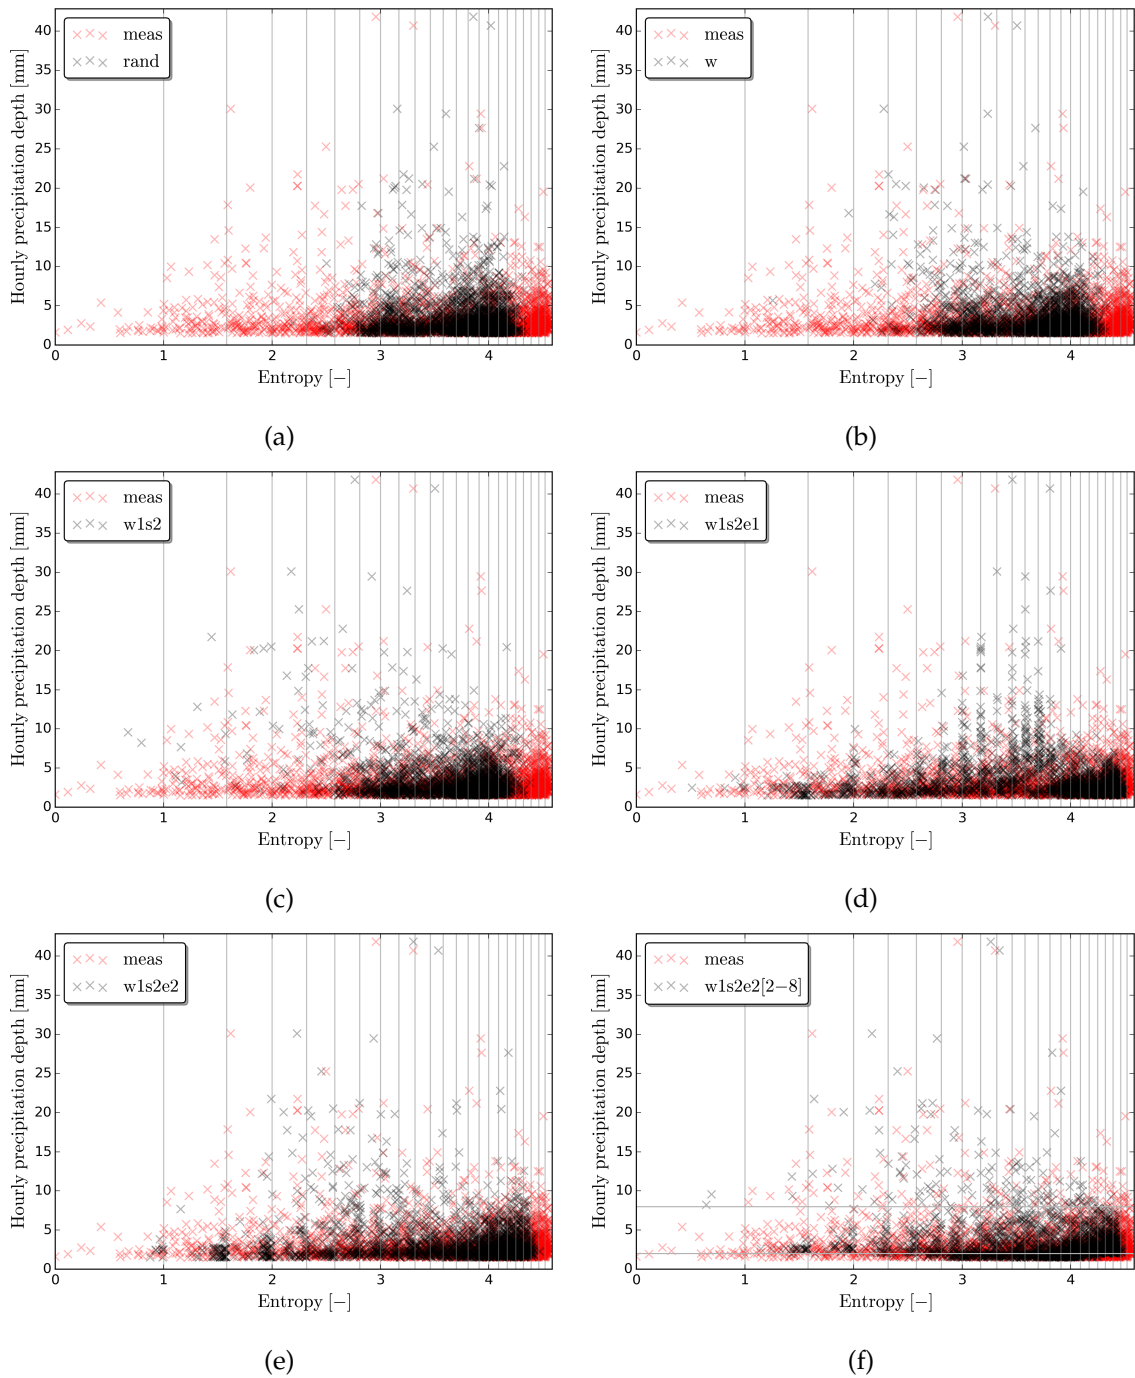 meas
rand
Hourly precipitation depth [mm]
0 5 10 15 20 25 30 35 40
0 1 2 3 4
Entropy [−]
(a)
meas
w
Hourly precipitation depth [mm]
0 5 10 15 20 25 30 35 40
0 1 2 3 4
Entropy [−]
(b)
meas
w1s2
Hourly precipitation depth [mm]
0 5 10 15 20 25 30 35 40
0 1 2 3 4
Entropy [−]
(c)
meas
w1s2e1
Hourly precipitation depth [mm]
0 5 10 15 20 25 30 35 40
0 1 2 3 4
Entropy [−]
(d)
meas
w1s2e2
Hourly precipitation depth [mm]
0 5 10 15 20 25 30 35 40
0 1 2 3 4
Entropy [−]
(e)
meas
w1s2e2[2−8]
Hourly precipitation depth [mm]
0 5 10 15 20 25 30 35 40
0 1 2 3 4
Entropy [−]
(f)